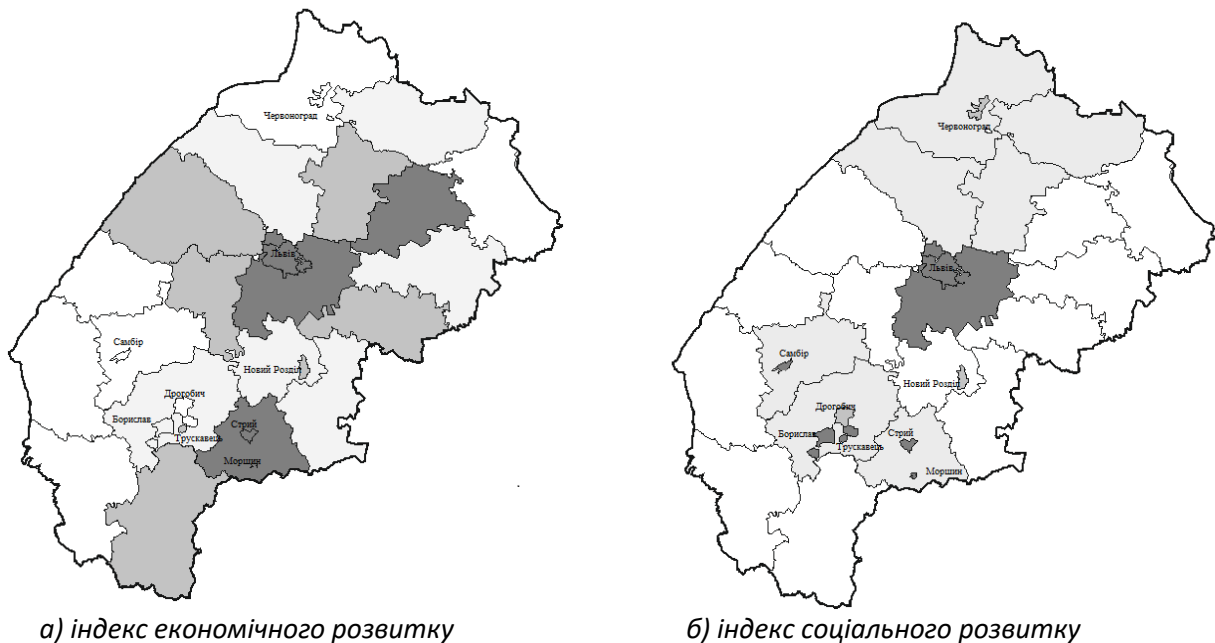 Червоноград
Львів
Самбір
Новий Розділ
Дрогобич
Борислав
Стрий
Трускавець
Моршин
Червоноград
Львів
Самбір
Новий Розділ
Дрогобич
Борислав
Стрий
Трускавець
Моршин
а) індекс економічного розвитку
б) індекс соціального розвитку